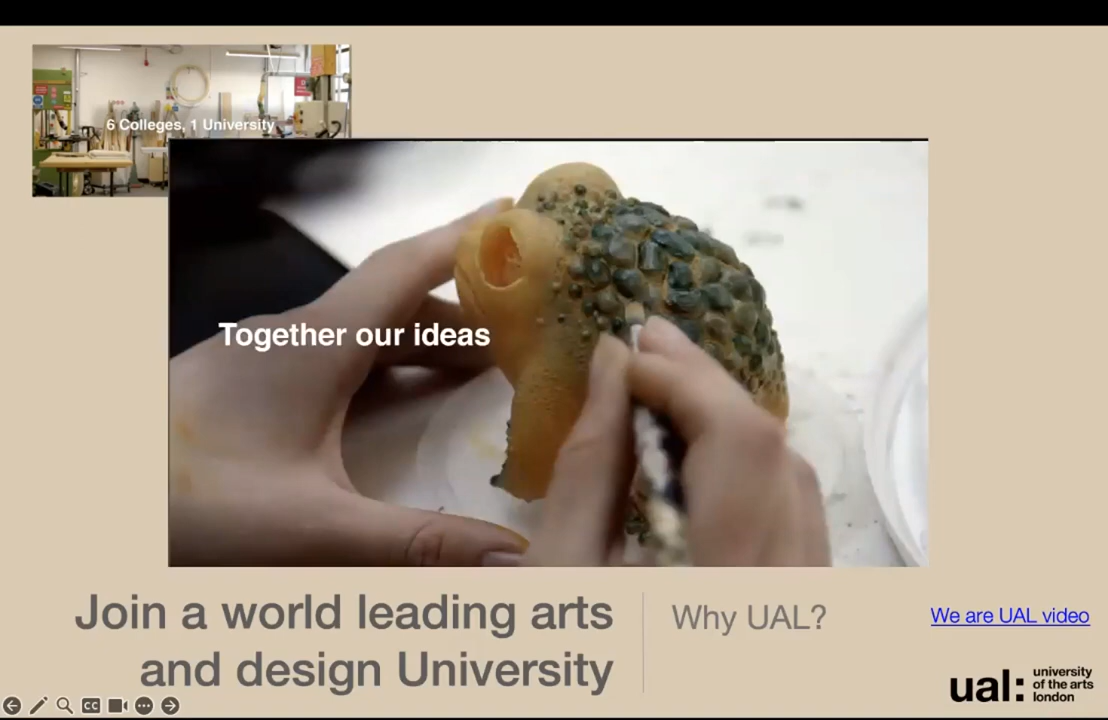 6 Colleges, 1 University
Together our ideas
Join a world leading arts
and design University
Why UAL?
We are UAL video
ual:
university
of the arts
london
CC